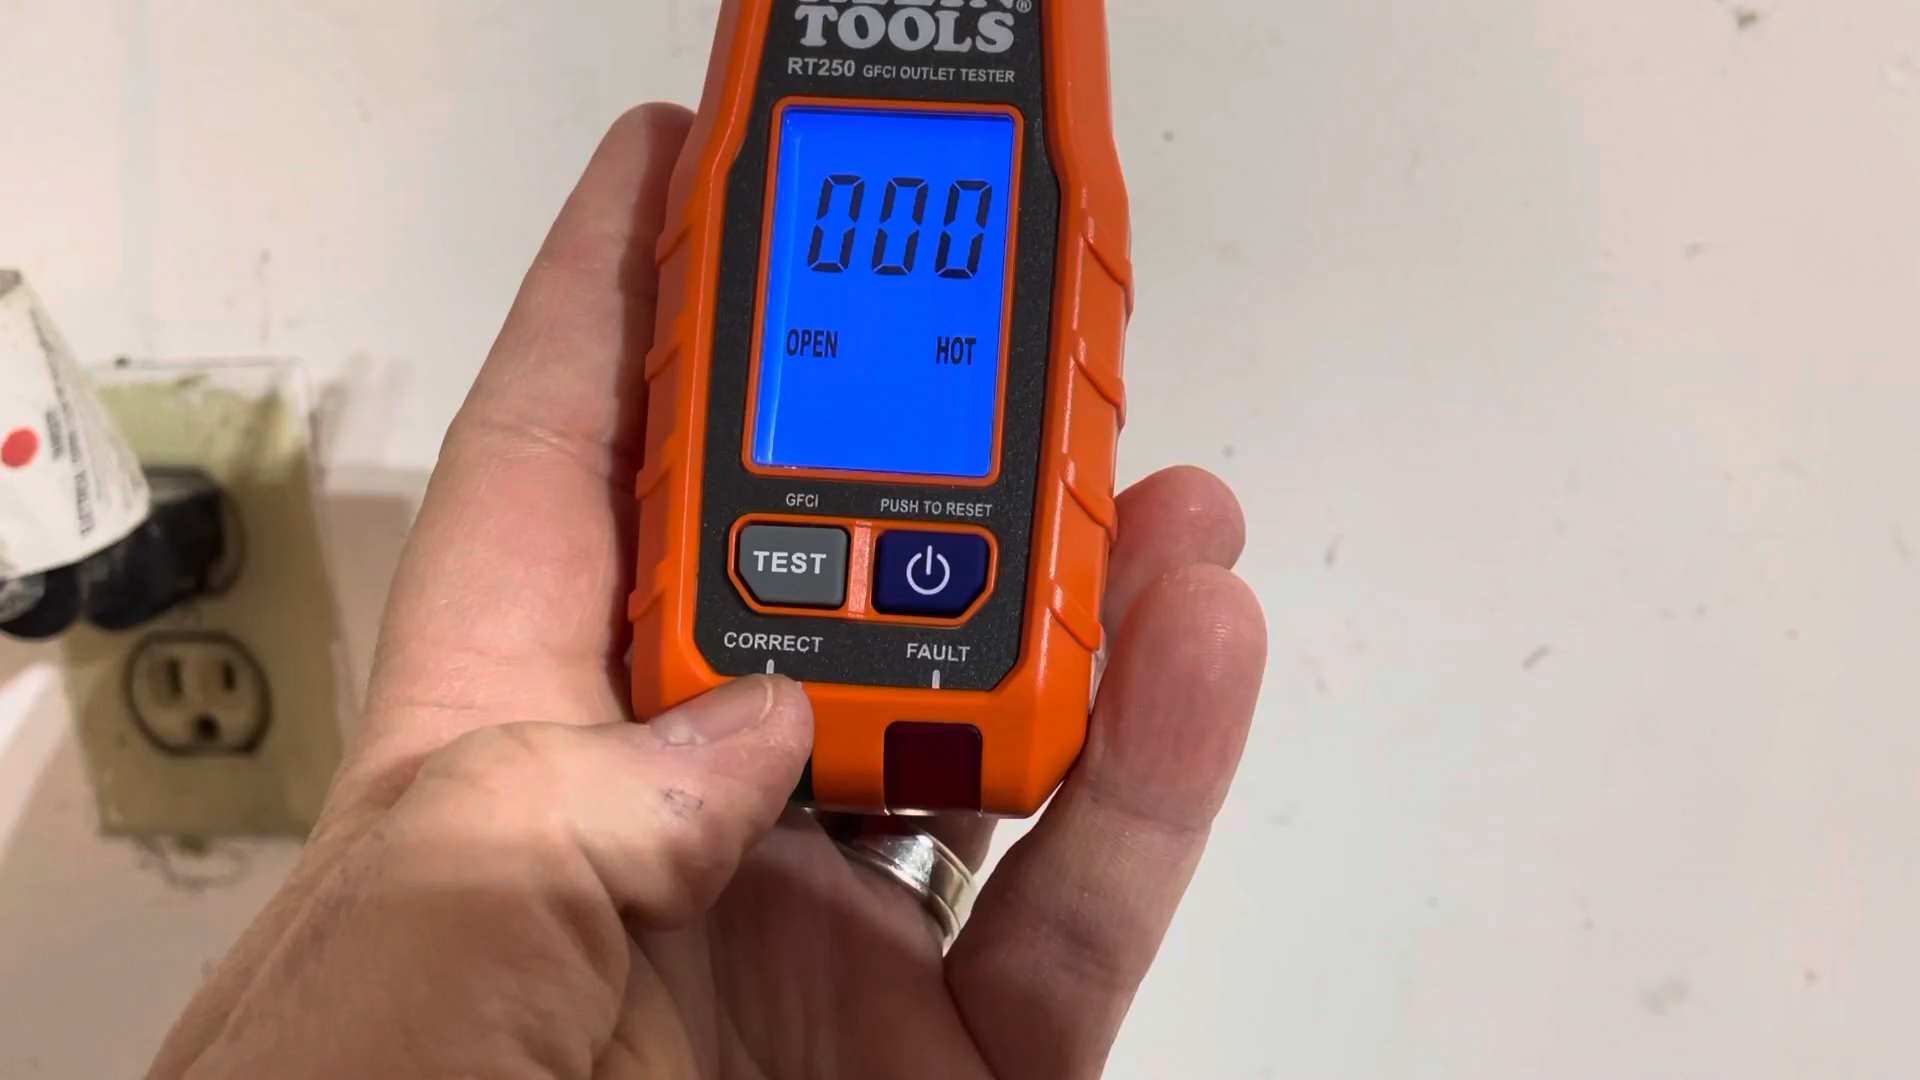 TOOLS
RT250 GFCI OUTLET TESTER
000
OPEN HOT
GFCI PUSH TO RESET
TEST
CORRECT FAULT